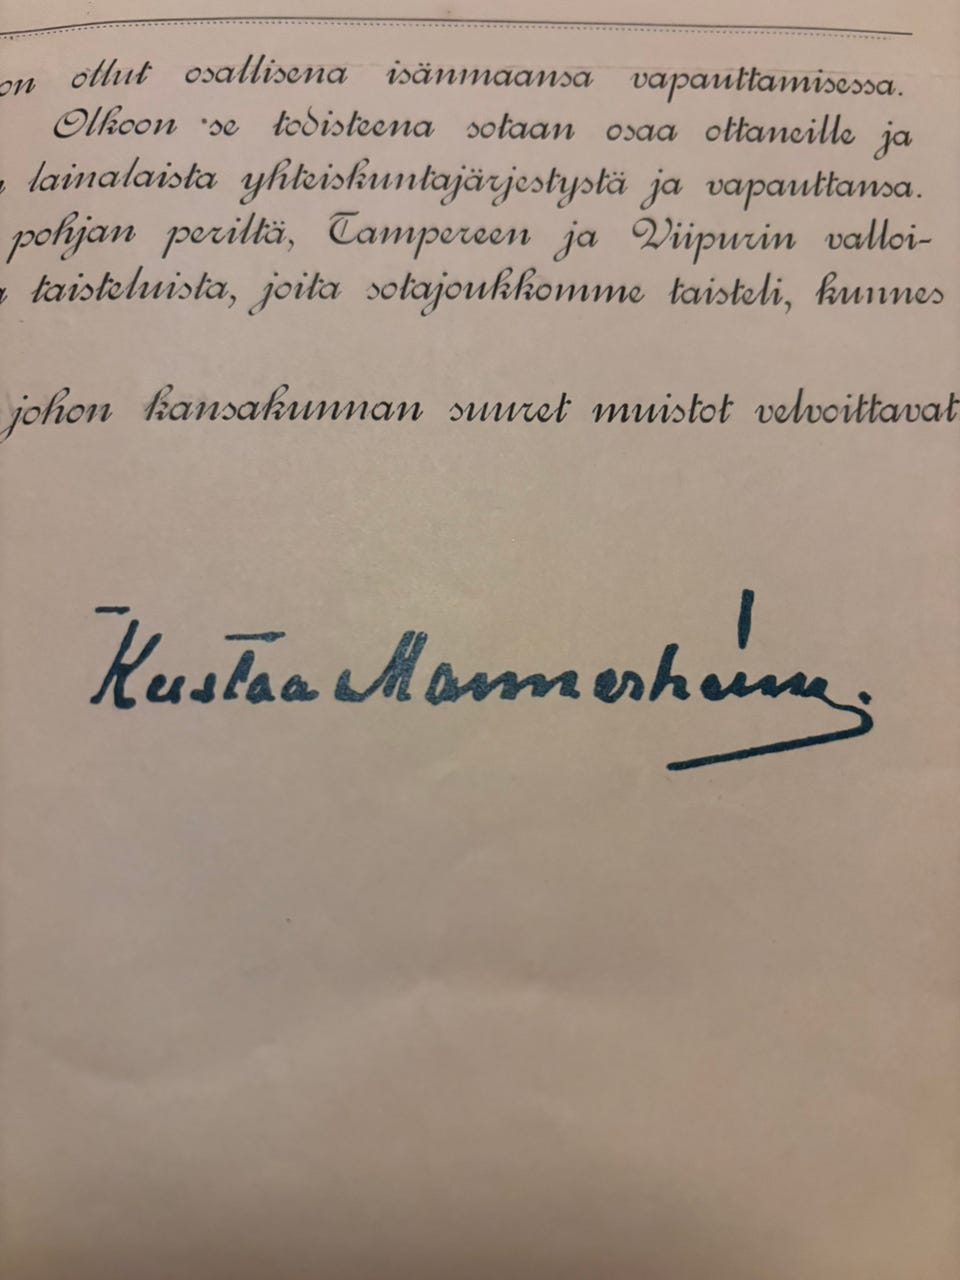 on ollut osallisena isänmaansa vapauttamisessa.
Olkoon se todisteena sotaan osaa ottaneille ja
lainalaista yhteiskuntajärjestystä ja vapauttansa.
pohjan periltä, Tampereen ja Viipurin valloi-
taisteluista, joita sotajoukkomme taisteli, kunnes
johon kansakunnan suuret muistot velvoittavat
Kustaa Mannerheim.